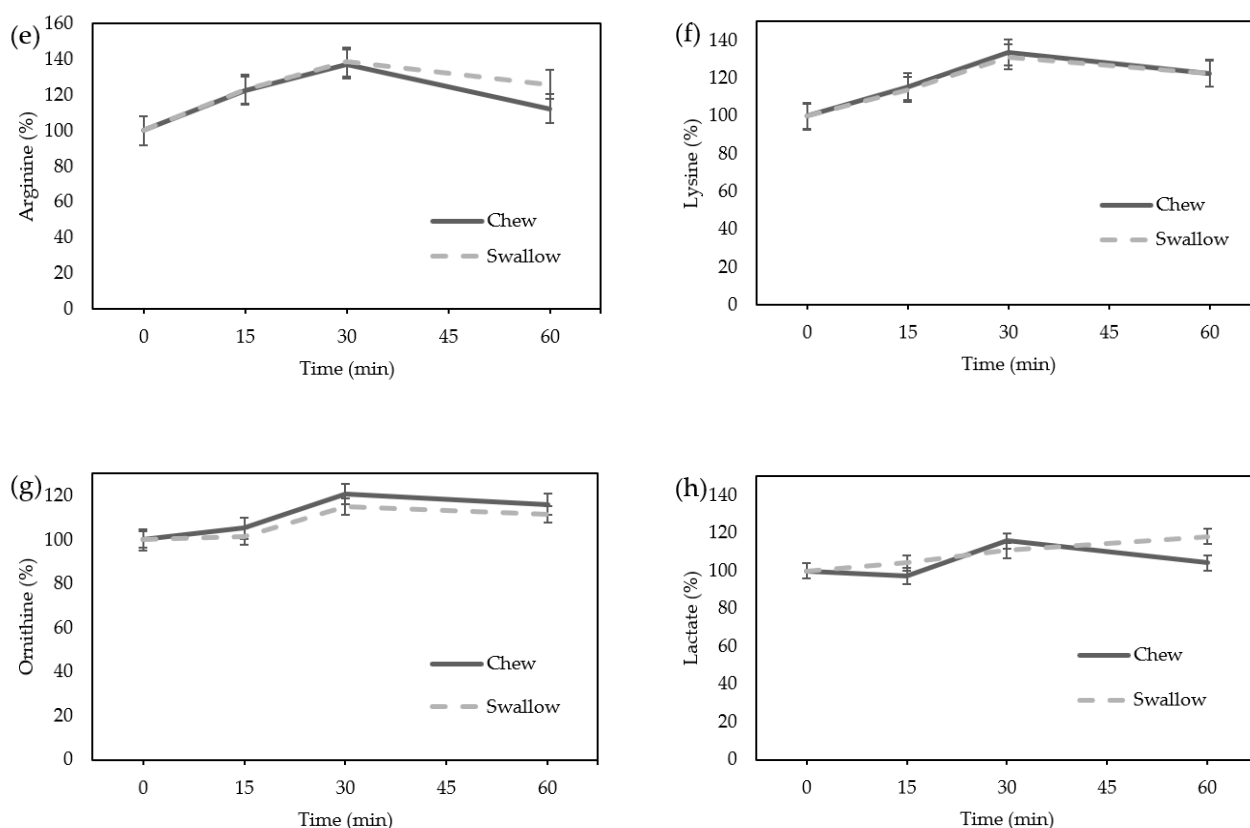 (e)
Arginine (%)
160
140
120
100
80
60
40
20
0
Chew
Swallow
0 15 30 45 60
Time (min)
(f)
Lysine (%)
140
120
100
80
60
40
20
0
Chew
Swallow
0 15 30 45 60
Time (min)
(g)
Ornithine (%)
120
100
80
60
40
20
0
Chew
Swallow
0 15 30 45 60
Time (min)
(h)
Lactate (%)
140
120
100
80
60
40
20
0
Chew
Swallow
0 15 30 45 60
Time (min)